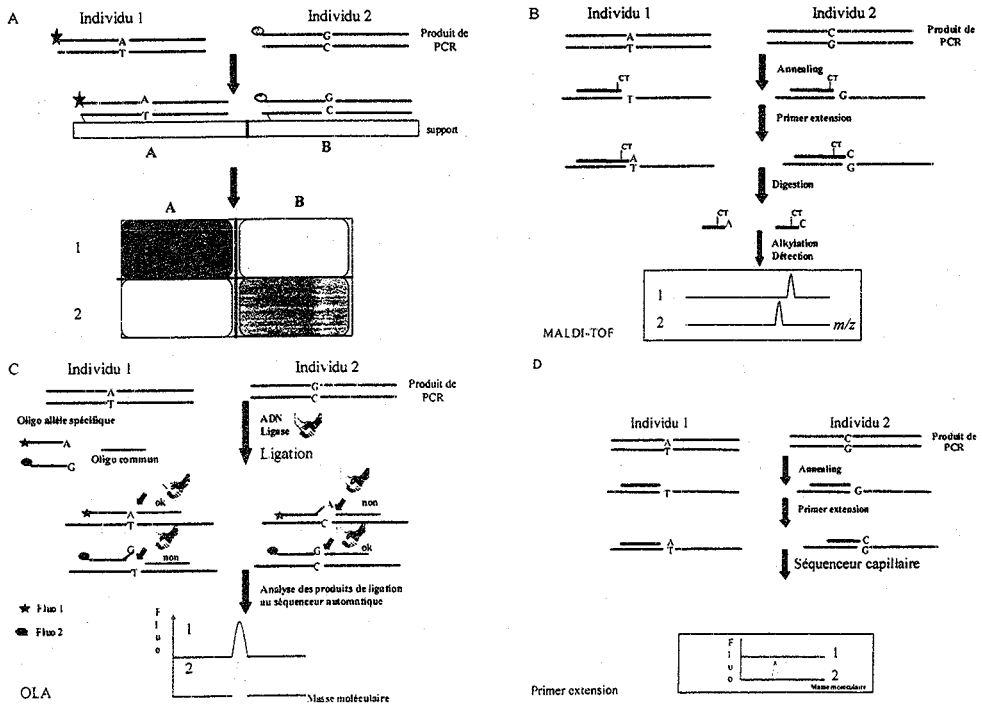 A
Individu 1
Individu 2
A
T
G
C
Produit de
PCR
A
T
G
C
support
A
B
A
B
1
2
B
Individu 1
Individu 2
A
T
C
G
Produit de
PCR
Annealing
CT
T
CT
G
Primer extension
CT
A
T
CT
C
G
Digestion
CT
A
CT
C
Alkylation
Détection
1
2
m/z
MALDI-TOF
C
Individu 1
Individu 2
A
T
G
C
Produit de
PCR
Oligo allèle spécifique
A
G
Oligo commun
ADN
Ligase
Ligation
ok
A
T
non
A
C
G
non
T
G
ok
C
Analyse des produits de ligation
au séquenceur automatique
Fluo 1
Fluo 2
Fluo
1
2
Masse moléculaire
OLA
D
Individu 1
Individu 2
A
T
C
G
Produit de
PCR
Annealing
T
G
Primer extension
A
T
C
G
Séquenceur capillaire
Fluo
1
2
Masse moléculaire
Primer extension